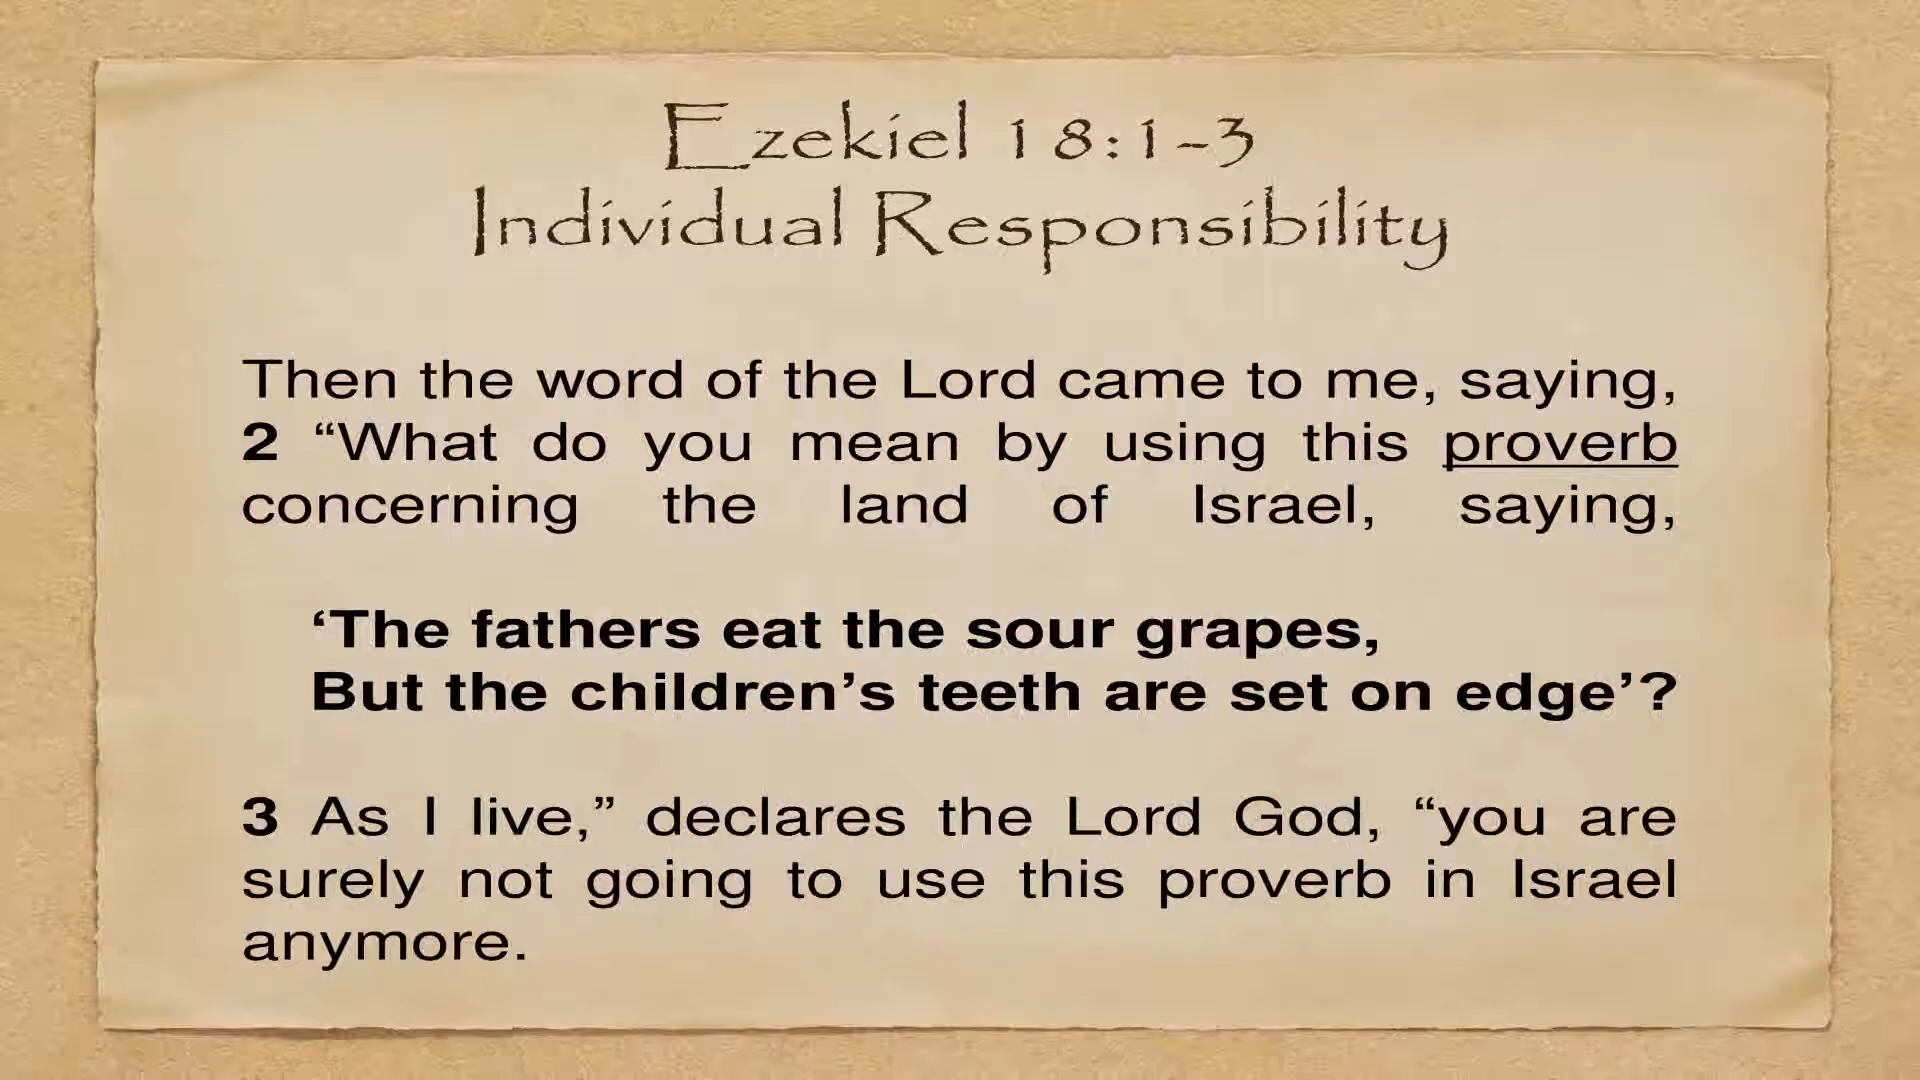 Ezekiel 18:1-3
Individual Responsibility
Then the word of the Lord came to me, saying,
2 “What do you mean by using this proverb
concerning the land of Israel, saying,
‘The fathers eat the sour grapes,
But the children’s teeth are set on edge’?
3 As I live,” declares the Lord God, “you are
surely not going to use this proverb in Israel
anymore.